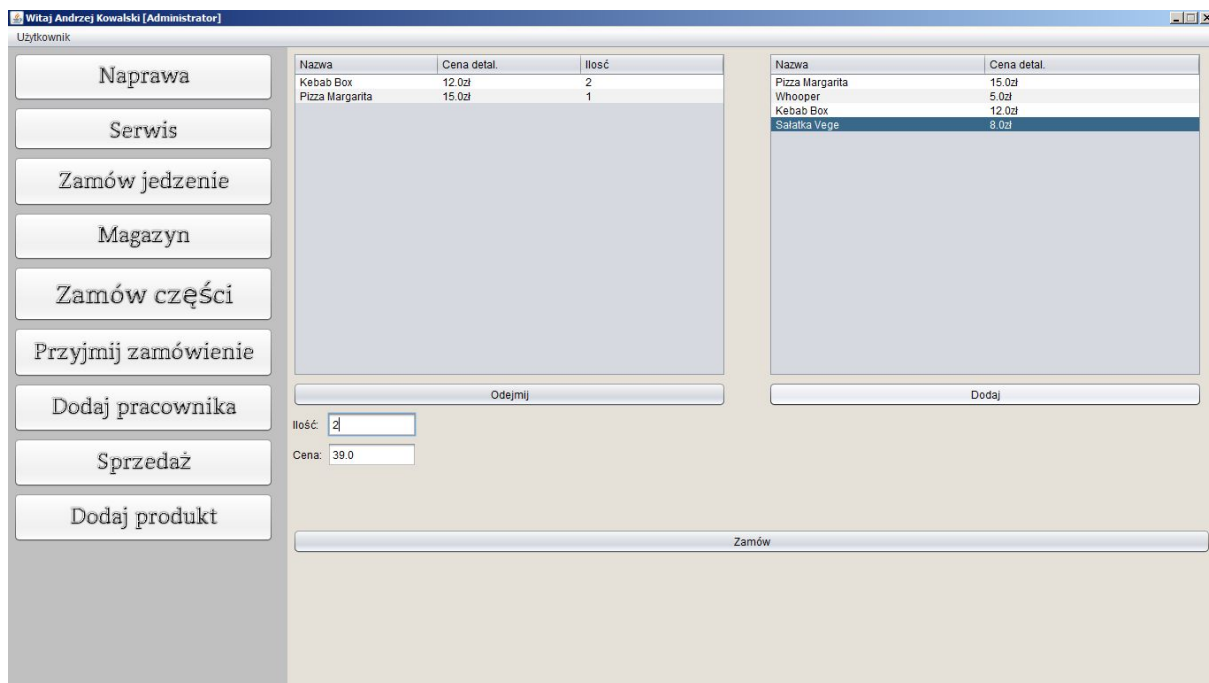 Witaj Andrzej Kowalski [Administrator]
Użytkownik
Naprawa
Serwis
Zamów jedzenie
Magazyn
Zamów części
Przyjmij zamówienie
Dodaj pracownika
Sprzedaż
Dodaj produkt
Nazwa Cena detal. Ilosć
Kebab Box 12.0zł 2
Pizza Margarita 15.0zł 1
Odejmij
Ilość: 2
Cena: 39.0
Nazwa Cena detal.
Pizza Margarita 15.0zł
Whooper 5.0zł
Kebab Box 12.0zł
Sałatka Vege 8.0zł
Dodaj
Zamów